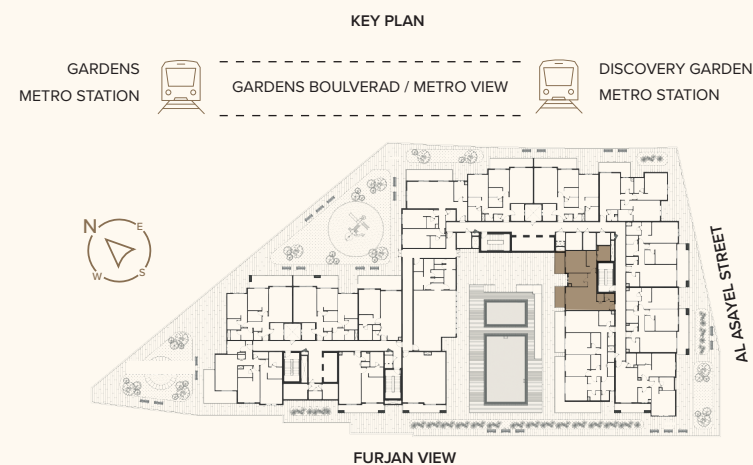 KEY PLAN
GARDENS
METRO STATION
GARDENS BOULVERAD / METRO VIEW
DISCOVERY GARDEN
METRO STATION
N
E
W
S
AL ASAYEL STREET
FURJAN VIEW